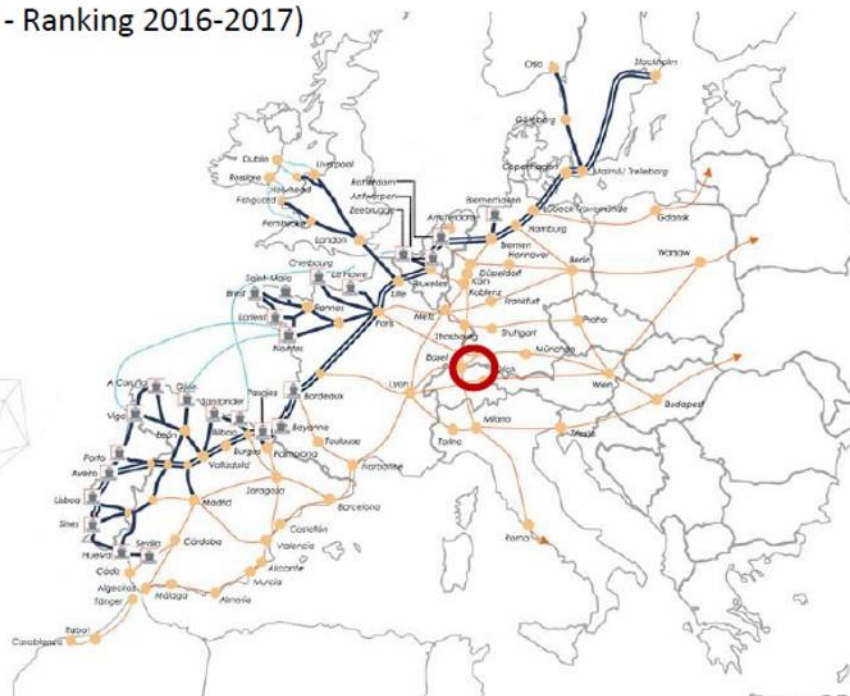 - Ranking 2016-2017)
Oslo
Stockholm
Göteborg
Copenhagen
Malmö / Trelleborg
Dublin
Liverpool
Rosslare
Holyhead
Fishguard
Pembroke
London
Rotterdam
Antwerpen
Zeebrugge
Amsterdam
Bremerhaven
Lübeck-Travemünde
Hamburg
Gdansk
Bremen
Hannover
Berlin
Warsaw
Cherbourg
Le Havre
Saint-Malo
Brest
Rennes
Lorient
Nantes
Paris
Lille
Bruxelles
Düsseldorf
Köln
Koblenz
Frankfurt
Metz
Strasbourg
Stuttgart
Praha
Basel
München
Wien
Budapest
Lyon
Milano
Torino
Trieste
Roma
A Coruña
Gijón
Santander
Pasajes
Bordeaux
Vigo
León
Bilbao
Bayonne
Toulouse
Porto
Burgos
Pamplona
Aveiro
Valladolid
Narbonne
Zaragoza
Lisboa
Madrid
Barcelona
Sines
Castellón
Sevilla
Córdoba
Valencia
Huelva
Alicante
Cádiz
Murcia
Algeciras
Málaga
Almería
Tánger
Rabat
Casablanca